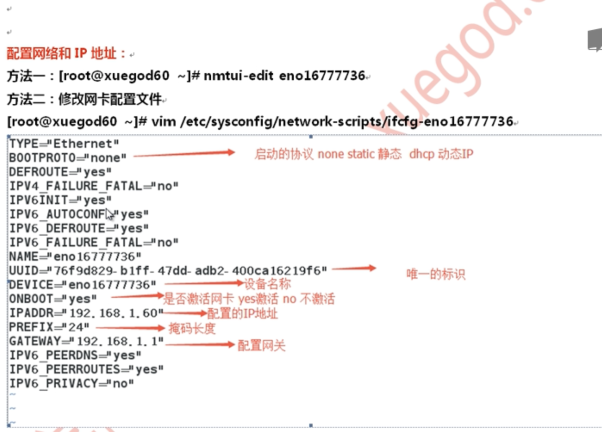 配置网络和 IP 地址：
方法一：[root@xuegod60 ~]# nmtui-edit eno16777736
方法二：修改网卡配置文件
[root@xuegod60 ~]# vim /etc/sysconfig/network-scripts/ifcfg-eno16777736
TYPE="Ethernet"
BOOTPROTO="none" 启动的协议 none static 静态 dhcp 动态IP
DEFROUTE="yes"
IPV4_FAILURE_FATAL="no"
IPV6INIT="yes"
IPV6_AUTOCONF="yes"
IPV6_DEFROUTE="yes"
IPV6_FAILURE_FATAL="no"
NAME="eno16777736"
UUID="76f9d829-b1ff-47dd-adb2-400ca16219f6" 唯一的标识
DEVICE="eno16777736" 设备名称
ONBOOT="yes" 是否激活网卡 yes激活 no 不激活
IPADDR="192.168.1.60" 配置的IP地址
PREFIX="24" 掩码长度
GATEWAY="192.168.1.1" 配置网关
IPV6_PEERDNS="yes"
IPV6_PEERROUTES="yes"
IPV6_PRIVACY="no"
~
~
~
xuegod.